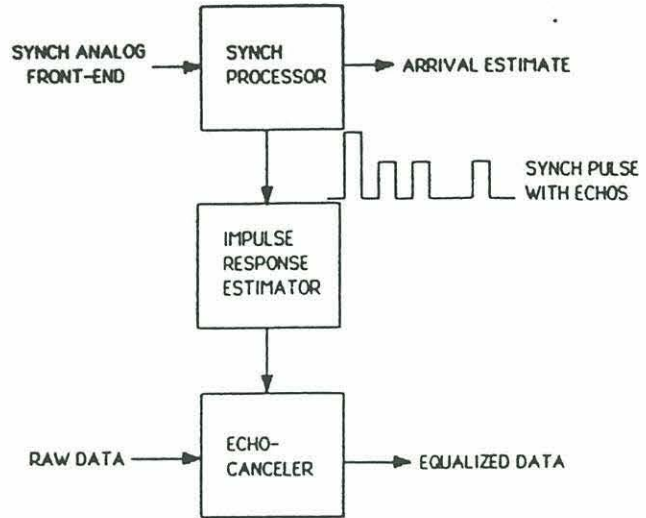 SYNCH ANALOG
FRONT-END
SYNCH
PROCESSOR
ARRIVAL ESTIMATE
SYNCH PULSE
WITH ECHOS
IMPULSE
RESPONSE
ESTIMATOR
RAW DATA
ECHO-
CANCELER
EQUALIZED DATA